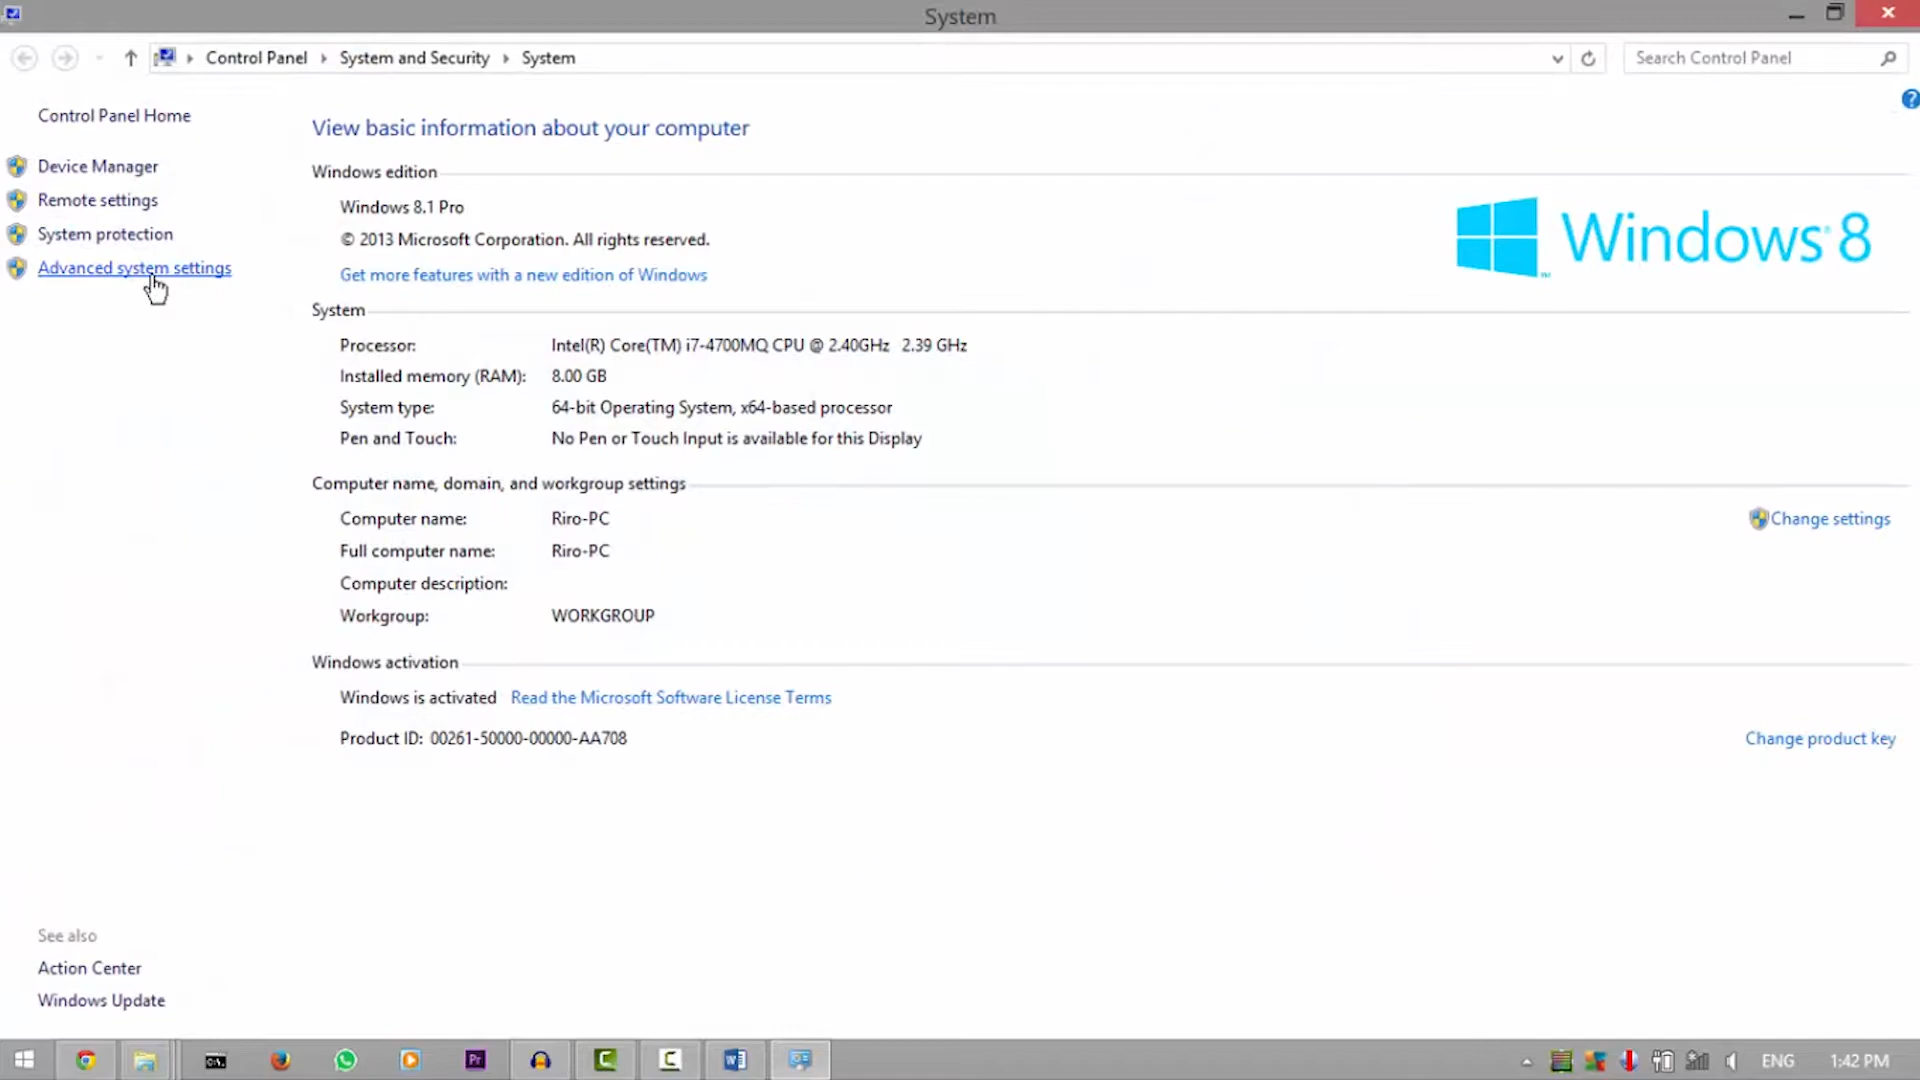 System
Control Panel System and Security System
Search Control Panel
Control Panel Home
Device Manager
Remote settings
System protection
Advanced system settings
View basic information about your computer
Windows edition
Windows 8.1 Pro
© 2013 Microsoft Corporation. All rights reserved.
Get more features with a new edition of Windows
Windows 8
System
Processor: Intel(R) Core(TM) i7-4700MQ CPU @ 2.40GHz 2.39 GHz
Installed memory (RAM): 8.00 GB
System type: 64-bit Operating System, x64-based processor
Pen and Touch: No Pen or Touch Input is available for this Display
Computer name, domain, and workgroup settings
Computer name: Riro-PC
Change settings
Full computer name: Riro-PC
Computer description:
Workgroup: WORKGROUP
Windows activation
Windows is activated Read the Microsoft Software License Terms
Product ID: 00261-50000-00000-AA708
Change product key
See also
Action Center
Windows Update
Pr
ENG
1:42 PM